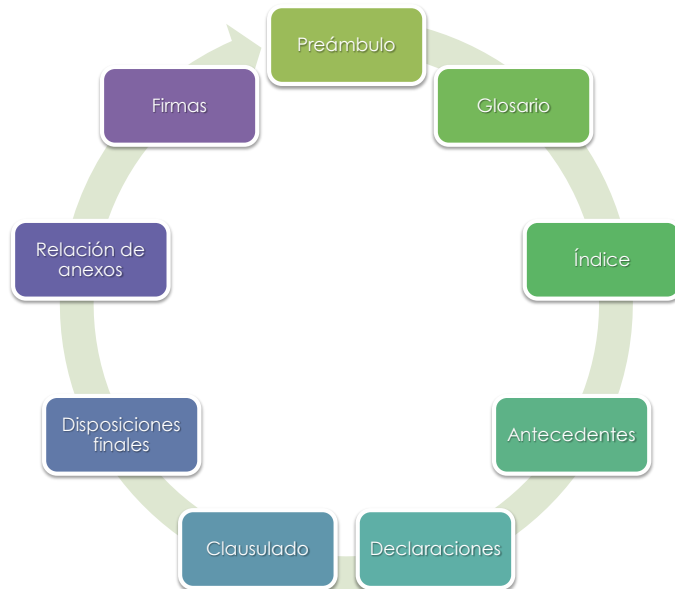 Preámbulo
Glosario
Índice
Antecedentes
Declaraciones
Clausulado
Disposiciones
finales
Relación de
anexos
Firmas